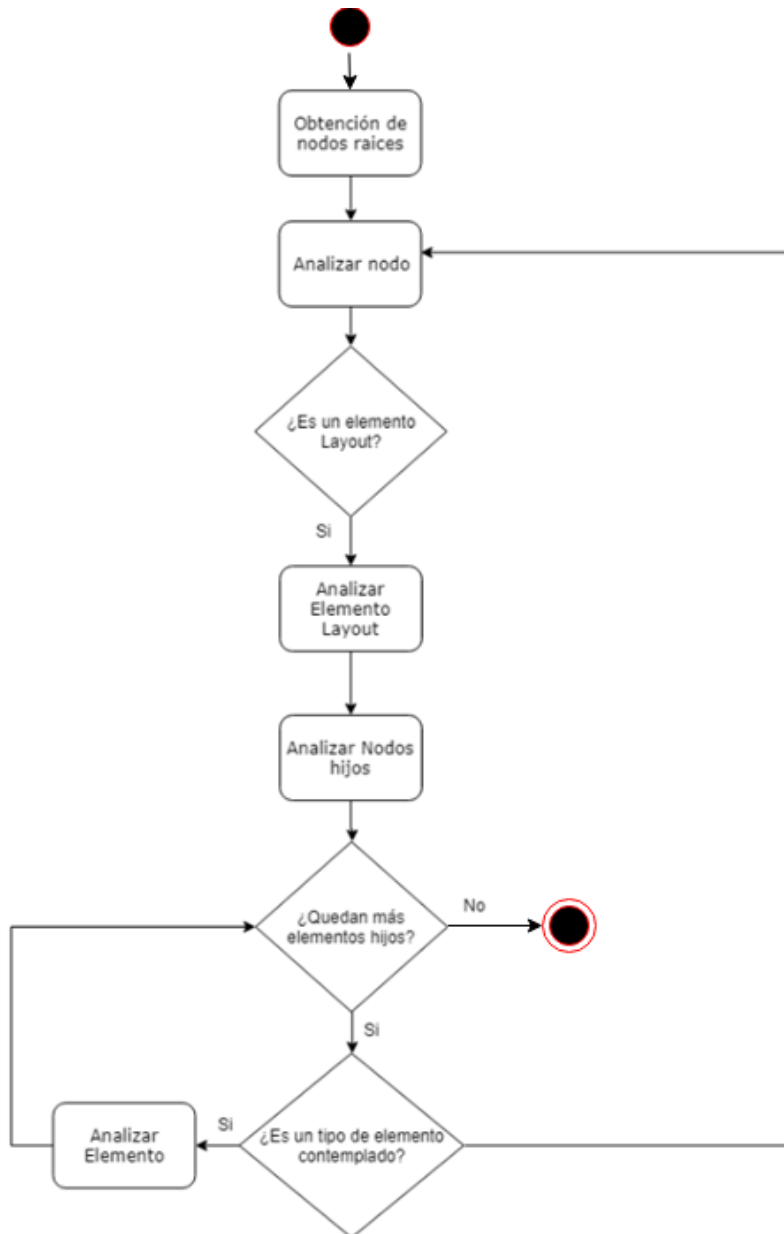 Obtención de
nodos raices
Analizar nodo
¿Es un elemento
Layout?
Si
Analizar
Elemento
Layout
Analizar Nodos
hijos
¿Quedan más
elementos hijos?
No
Si
¿Es un tipo de elemento
contemplado?
Si
Analizar
Elemento